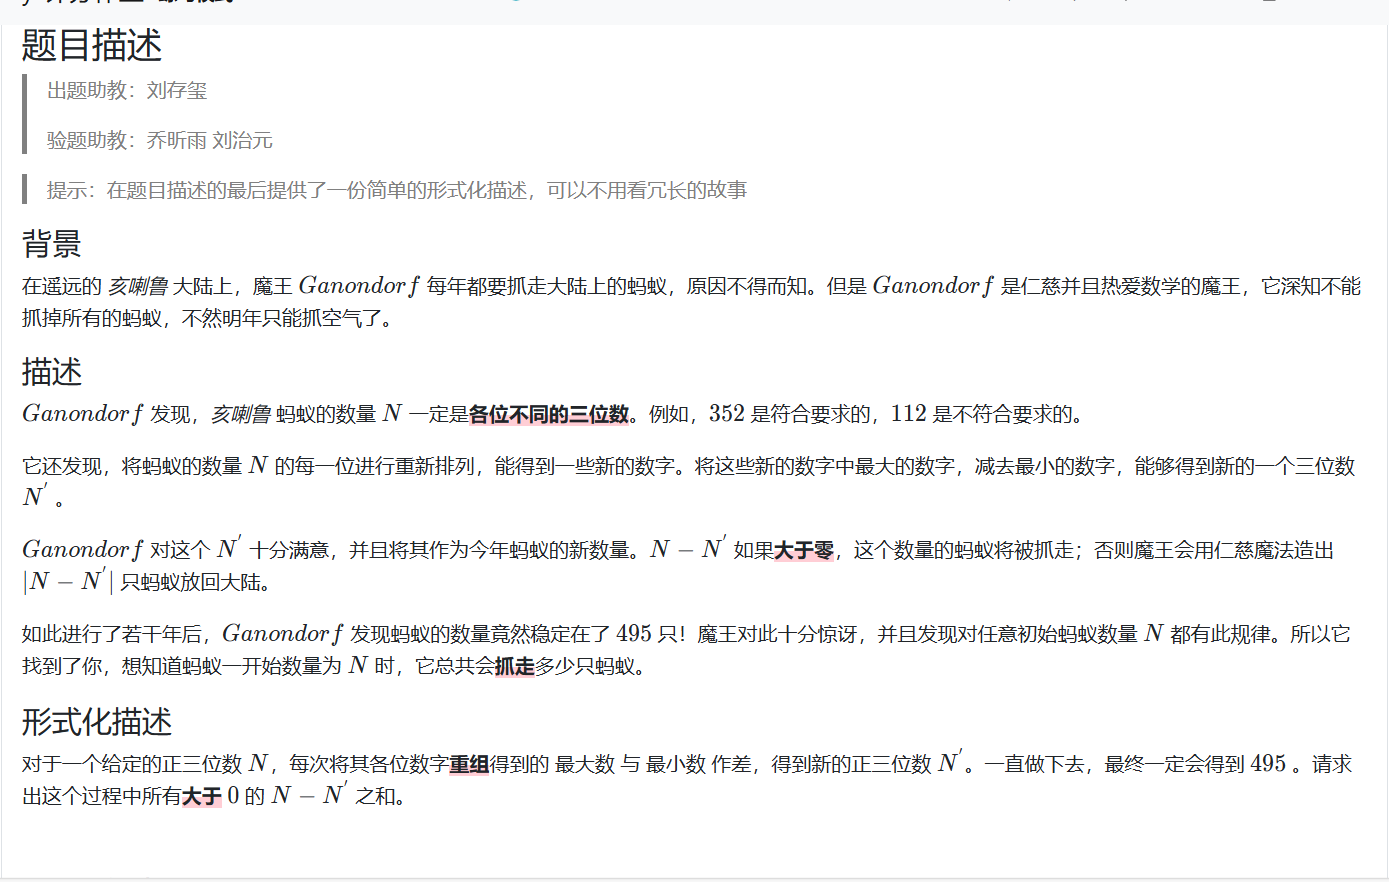 题目描述
出题助教：刘存玺
验题助教：乔昕雨 刘治元
提示：在题目描述的最后提供了一份简单的形式化描述，可以不用看冗长的故事
背景
在遥远的 亥喇鲁 大陆上，魔王 Ganondorf 每年都要抓走大陆上的蚂蚁，原因不得而知。但是 Ganondorf 是仁慈并且热爱数学的魔王，它深知不能
抓掉所有的蚂蚁，不然明年只能抓空气了。
描述
Ganondorf 发现，亥喇鲁 蚂蚁的数量 N 一定是各位不同的三位数。例如，352 是符合要求的，112 是不符合要求的。
它还发现，将蚂蚁的数量 N 的每一位进行重新排列，能得到一些新的数字。将这些新的数字中最大的数字，减去最小的数字，能够得到新的一个三位数
N′ 。
Ganondorf 对这个 N′ 十分满意，并且将其作为今年蚂蚁的新数量。N − N′ 如果大于零，这个数量的蚂蚁将被抓走；否则魔王会用仁慈魔法造出
|N − N′| 只蚂蚁放回大陆。
如此进行了若干年后，Ganondorf 发现蚂蚁的数量竟然稳定在了 495 只！魔王对此十分惊讶，并且发现对任意初始蚂蚁数量 N 都有此规律。所以它
找到了你，想知道蚂蚁一开始数量为 N 时，它总共会抓走多少只蚂蚁。
形式化描述
对于一个给定的正三位数 N，每次将其各位数字重组得到的 最大数 与 最小数 作差，得到新的正三位数 N′。一直做下去，最终一定会得到 495 。请求
出这个过程中所有大于 0 的 N − N′ 之和。